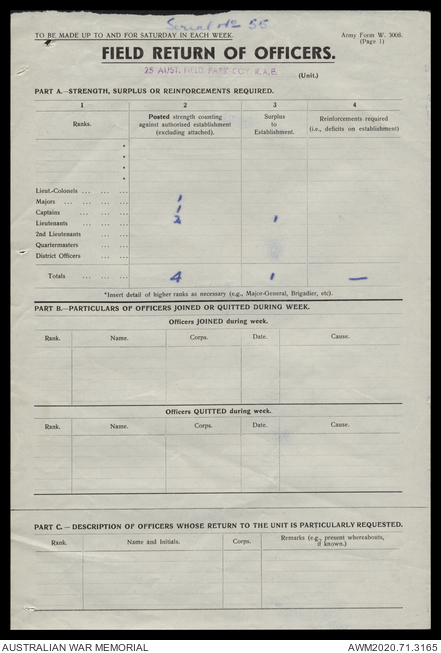 Serial No 55
TO BE MADE UP TO AND FOR SATURDAY IN EACH WEEK.
Army Form W. 3008.
(Page 1)
FIELD RETURN OF OFFICERS.
25 AUST. FIELD PARK COY. R.A.E.
(Unit.)
PART A.—STRENGTH, SURPLUS OR REINFORCEMENTS REQUIRED.
1 2 3 4
Ranks. Posted strength counting against authorised establishment (excluding attached). Surplus to Establishment. Reinforcements required (i.e., deficits on establishment)
*
*
*
*
Lieut.-Colonels ... ... ...
Majors ... ... ... ... 1
Captains ... ... ... 1
Lieutenants ... ... ... 2 1
2nd Lieutenants ... ...
Quartermasters ... ...
District Officers ... ...
Totals ... ... ... 4 1 —
*Insert detail of higher ranks as necessary (e.g., Major-General, Brigadier, etc).
PART B.—PARTICULARS OF OFFICERS JOINED OR QUITTED DURING WEEK.
Officers JOINED during week.
Rank. Name. Corps. Date. Cause.
Officers QUITTED during week.
Rank. Name. Corps. Date. Cause.
PART C. — DESCRIPTION OF OFFICERS WHOSE RETURN TO THE UNIT IS PARTICULARLY REQUESTED.
Rank. Name and Initials. Corps. Remarks (e.g., present whereabouts, if known.)
AUSTRALIAN WAR MEMORIAL
AWM2020.71.3165